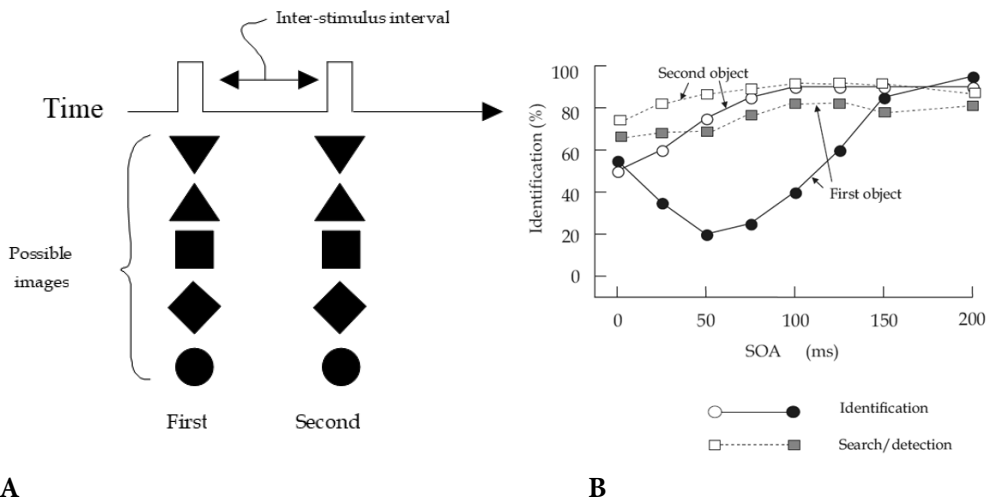 Inter-stimulus interval
Time
Possible
images
First
Second
A
Identification (%)
100
80
60
40
20
0
Second object
First object
0
50
100
150
200
SOA (ms)
Identification
Search/detection
B